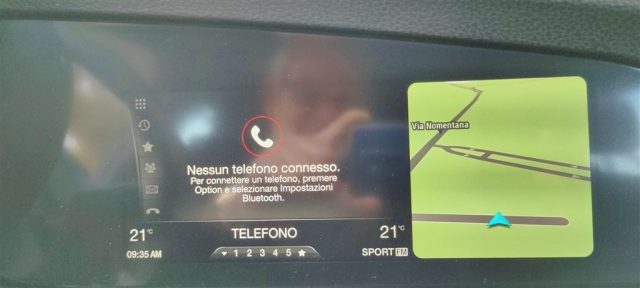 Via Nomentana
Nessun telefono connesso.
Per connettere un telefono, premere
Option e selezionare Impostazioni
Bluetooth.
21°C
TELEFONO
21°C
09:35 AM
1 2 3 4 5
SPORT FM